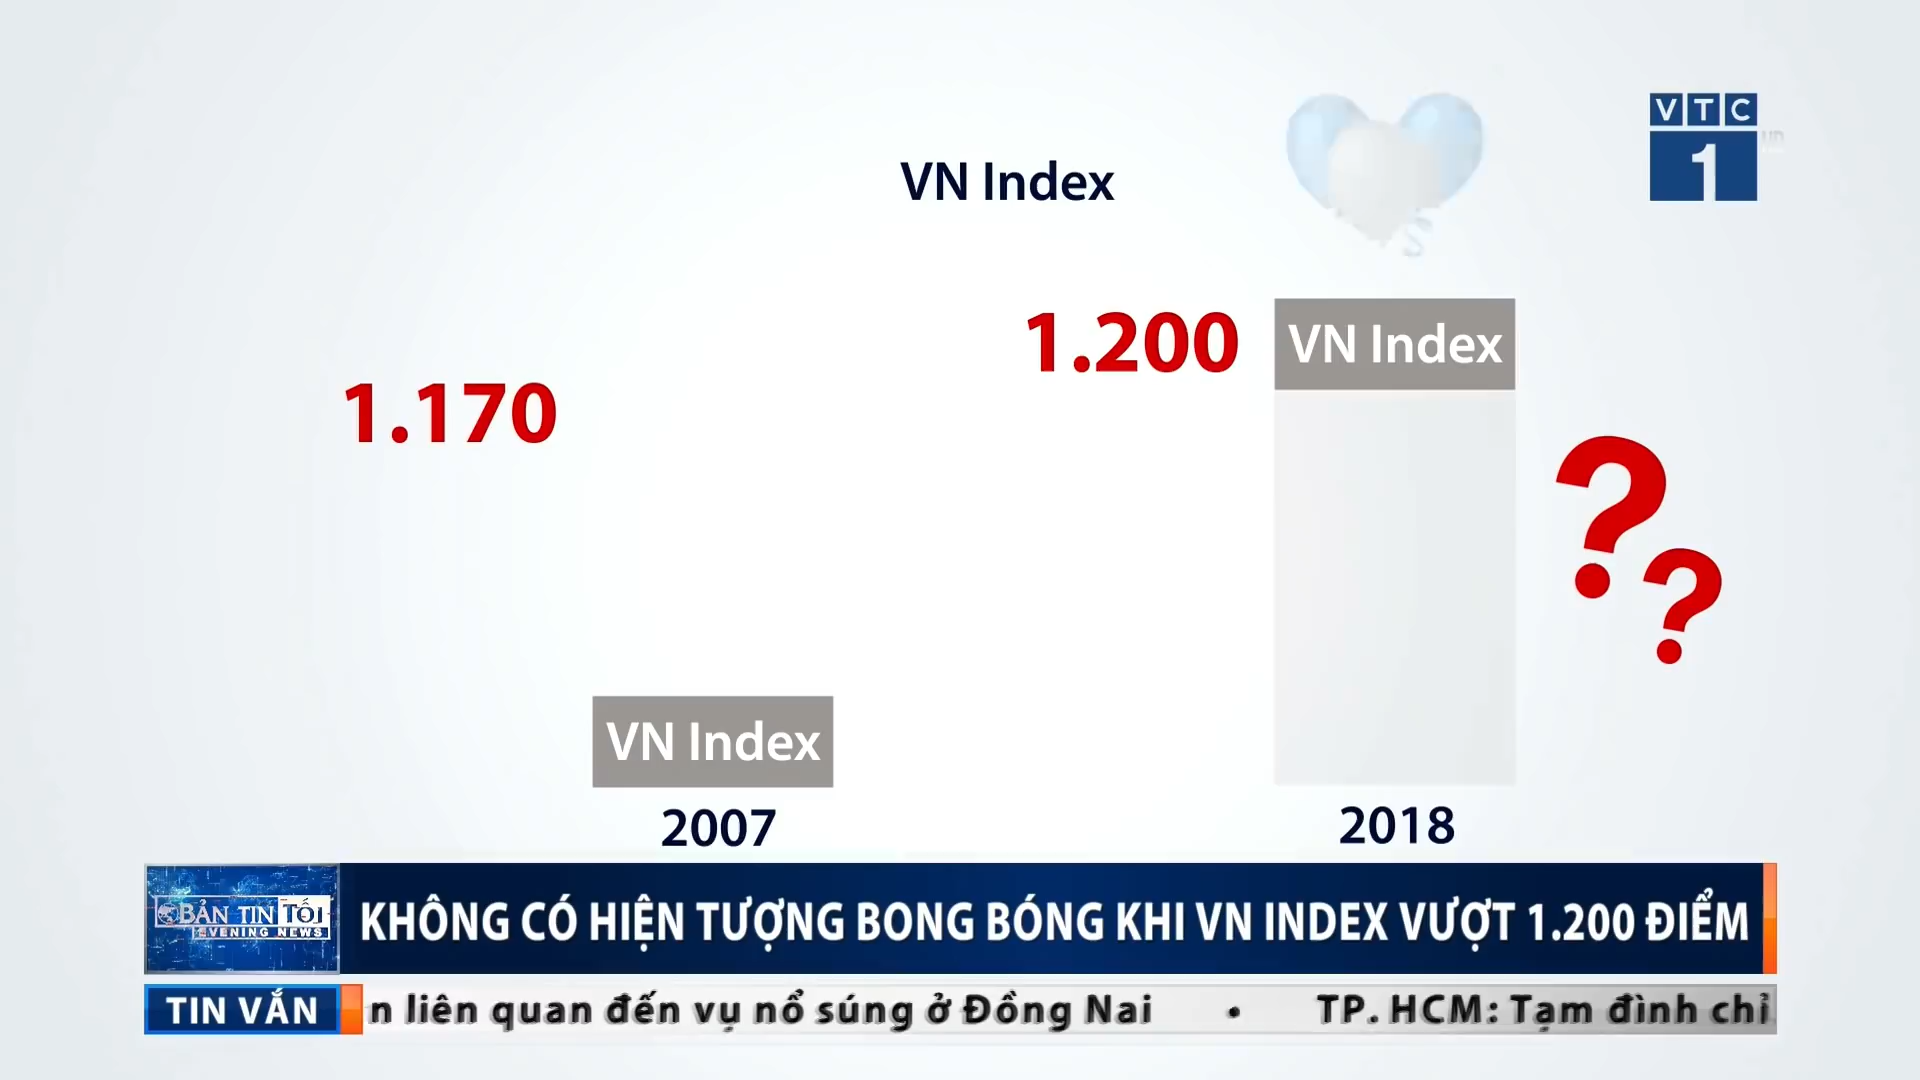 VTC
1
HD
VN Index
1.200
VN Index
1.170
??
VN Index
2007
2018
BẢN TIN TỐI
EVENING NEWS
KHÔNG CÓ HIỆN TƯỢNG BONG BÓNG KHI VN INDEX VƯỢT 1.200 ĐIỂM
TIN VẮN
n liên quan đến vụ nổ súng ở Đồng Nai • TP. HCM: Tạm đình chỉ